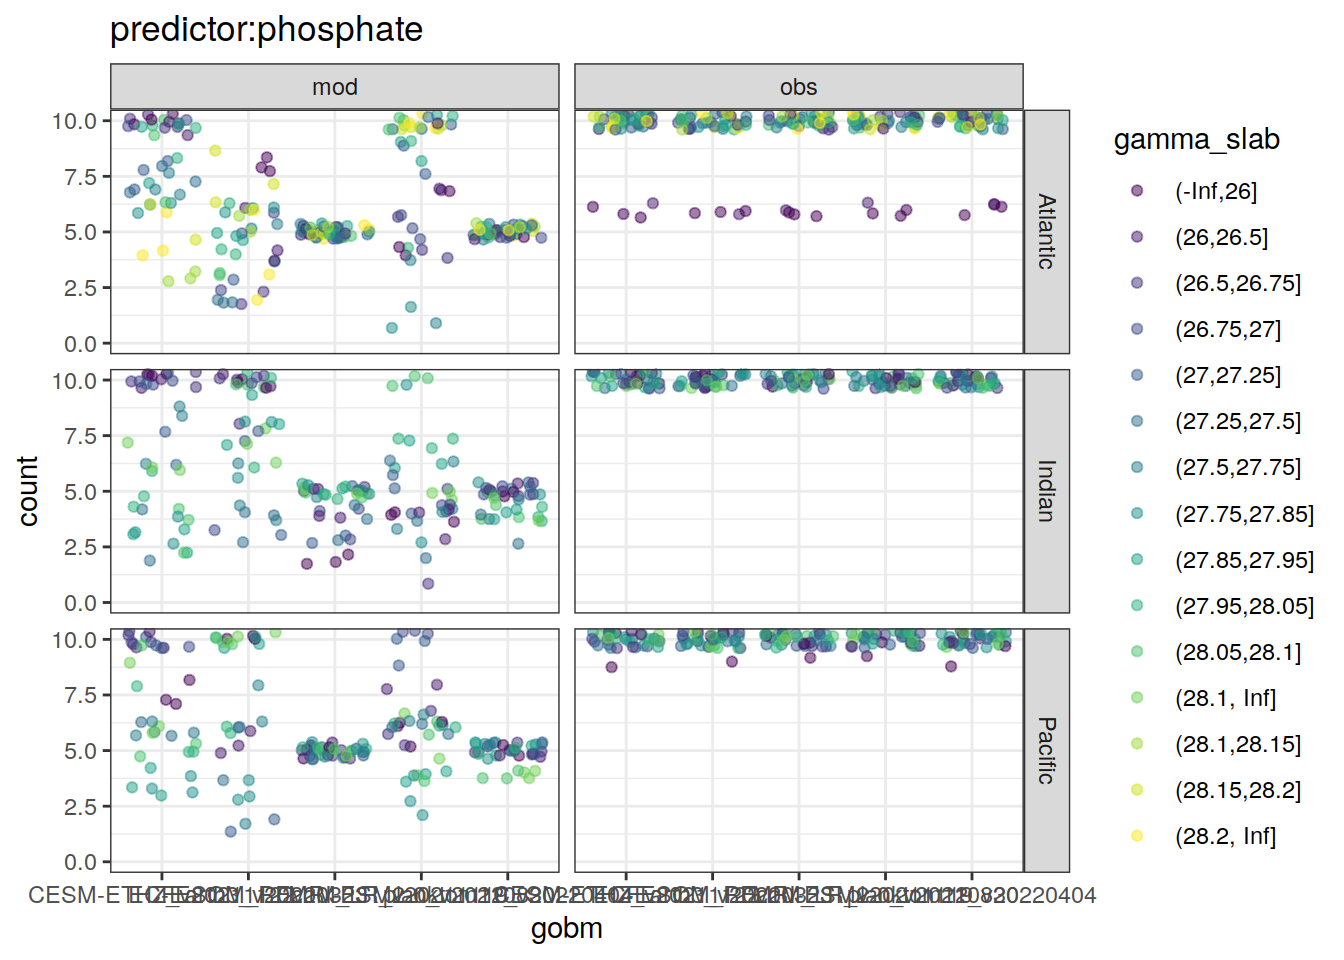 predictor:phosphate
mod
obs
10.0
7.5
5.0
2.5
0.0
Atlantic
10.0
7.5
5.0
2.5
0.0
Indian
10.0
7.5
5.0
2.5
0.0
Pacific
count
gobm
gamma_slab
(-Inf,26]
(26,26.5]
(26.5,26.75]
(26.75,27]
(27,27.25]
(27.25,27.5]
(27.5,27.75]
(27.75,27.85]
(27.85,27.95]
(27.95,28.05]
(28.05,28.1]
(28.1, Inf]
(28.1,28.15]
(28.15,28.2]
(28.2, Inf]